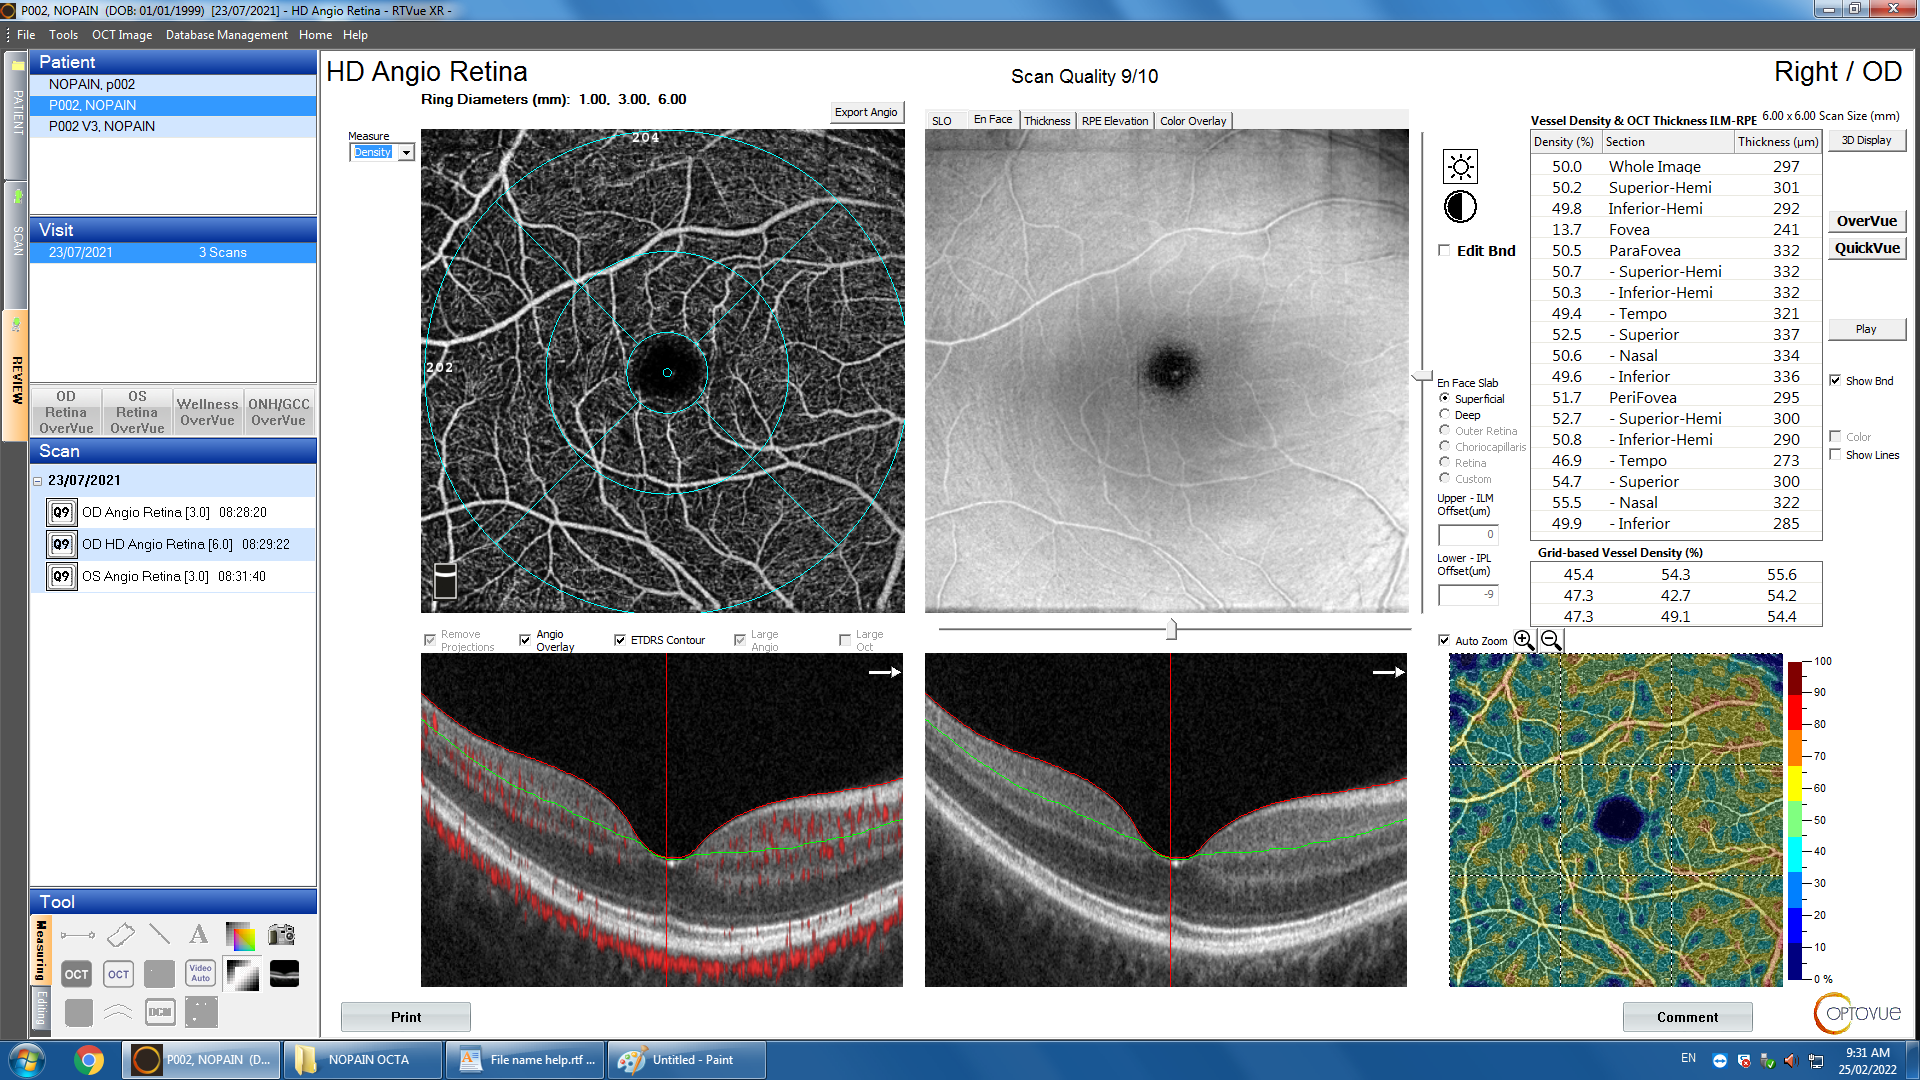 P002, NOPAIN  (DOB: 01/01/1999)  [23/07/2021] - HD Angio Retina - RTVue XR -
File Tools OCT Image Database Management Home Help
PATIENT
SCAN
REVIEW
Patient
NOPAIN, p002
P002, NOPAIN
P002 V3, NOPAIN
Visit
23/07/2021 3 Scans
OD Retina OverVue
OS Retina OverVue
Wellness OverVue
ONH/GCC OverVue
Scan
23/07/2021
Q9 OD Angio Retina [3.0] 08:28:20
Q9 OD HD Angio Retina [6.0] 08:29:22
Q9 OS Angio Retina [3.0] 08:31:40
Tool
Measuring
Editing
A
OCT OCT Video Auto
DCM
HD Angio Retina
Scan Quality 9/10
Right / OD
Ring Diameters (mm): 1.00, 3.00, 6.00
Export Angio
Measure
Density
204
202
SLO En Face Thickness RPE Elevation Color Overlay
Edit Bnd
En Face Slab
Superficial
Deep
Outer Retina
Choriocapillaris
Retina
Custom
Upper - ILM
Offset(um)
0
Lower - IPL
Offset(um)
-9
Remove Projections
Angio Overlay
ETDRS Contour
Large Angio
Large Oct
Auto Zoom
Vessel Density & OCT Thickness ILM-RPE 6.00 x 6.00 Scan Size (mm)
Density (%) Section Thickness (µm)
50.0 Whole Image 297
50.2 Superior-Hemi 301
49.8 Inferior-Hemi 292
13.7 Fovea 241
50.5 ParaFovea 332
50.7 - Superior-Hemi 332
50.3 - Inferior-Hemi 332
49.4 - Tempo 321
52.5 - Superior 337
50.6 - Nasal 334
49.6 - Inferior 336
51.7 PeriFovea 295
52.7 - Superior-Hemi 300
50.8 - Inferior-Hemi 290
46.9 - Tempo 273
54.7 - Superior 300
55.5 - Nasal 322
49.9 - Inferior 285
Grid-based Vessel Density (%)
45.4 54.3 55.6
47.3 42.7 54.2
47.3 49.1 54.4
3D Display
OverVue
QuickVue
Play
Show Bnd
Color
Show Lines
100
90
80
70
60
50
40
30
20
10
0 %
Print
Comment
OPTOVUE
P002, NOPAIN (D...
NOPAIN OCTA
File name help.rtf ...
Untitled - Paint
EN
9:31 AM
25/02/2022